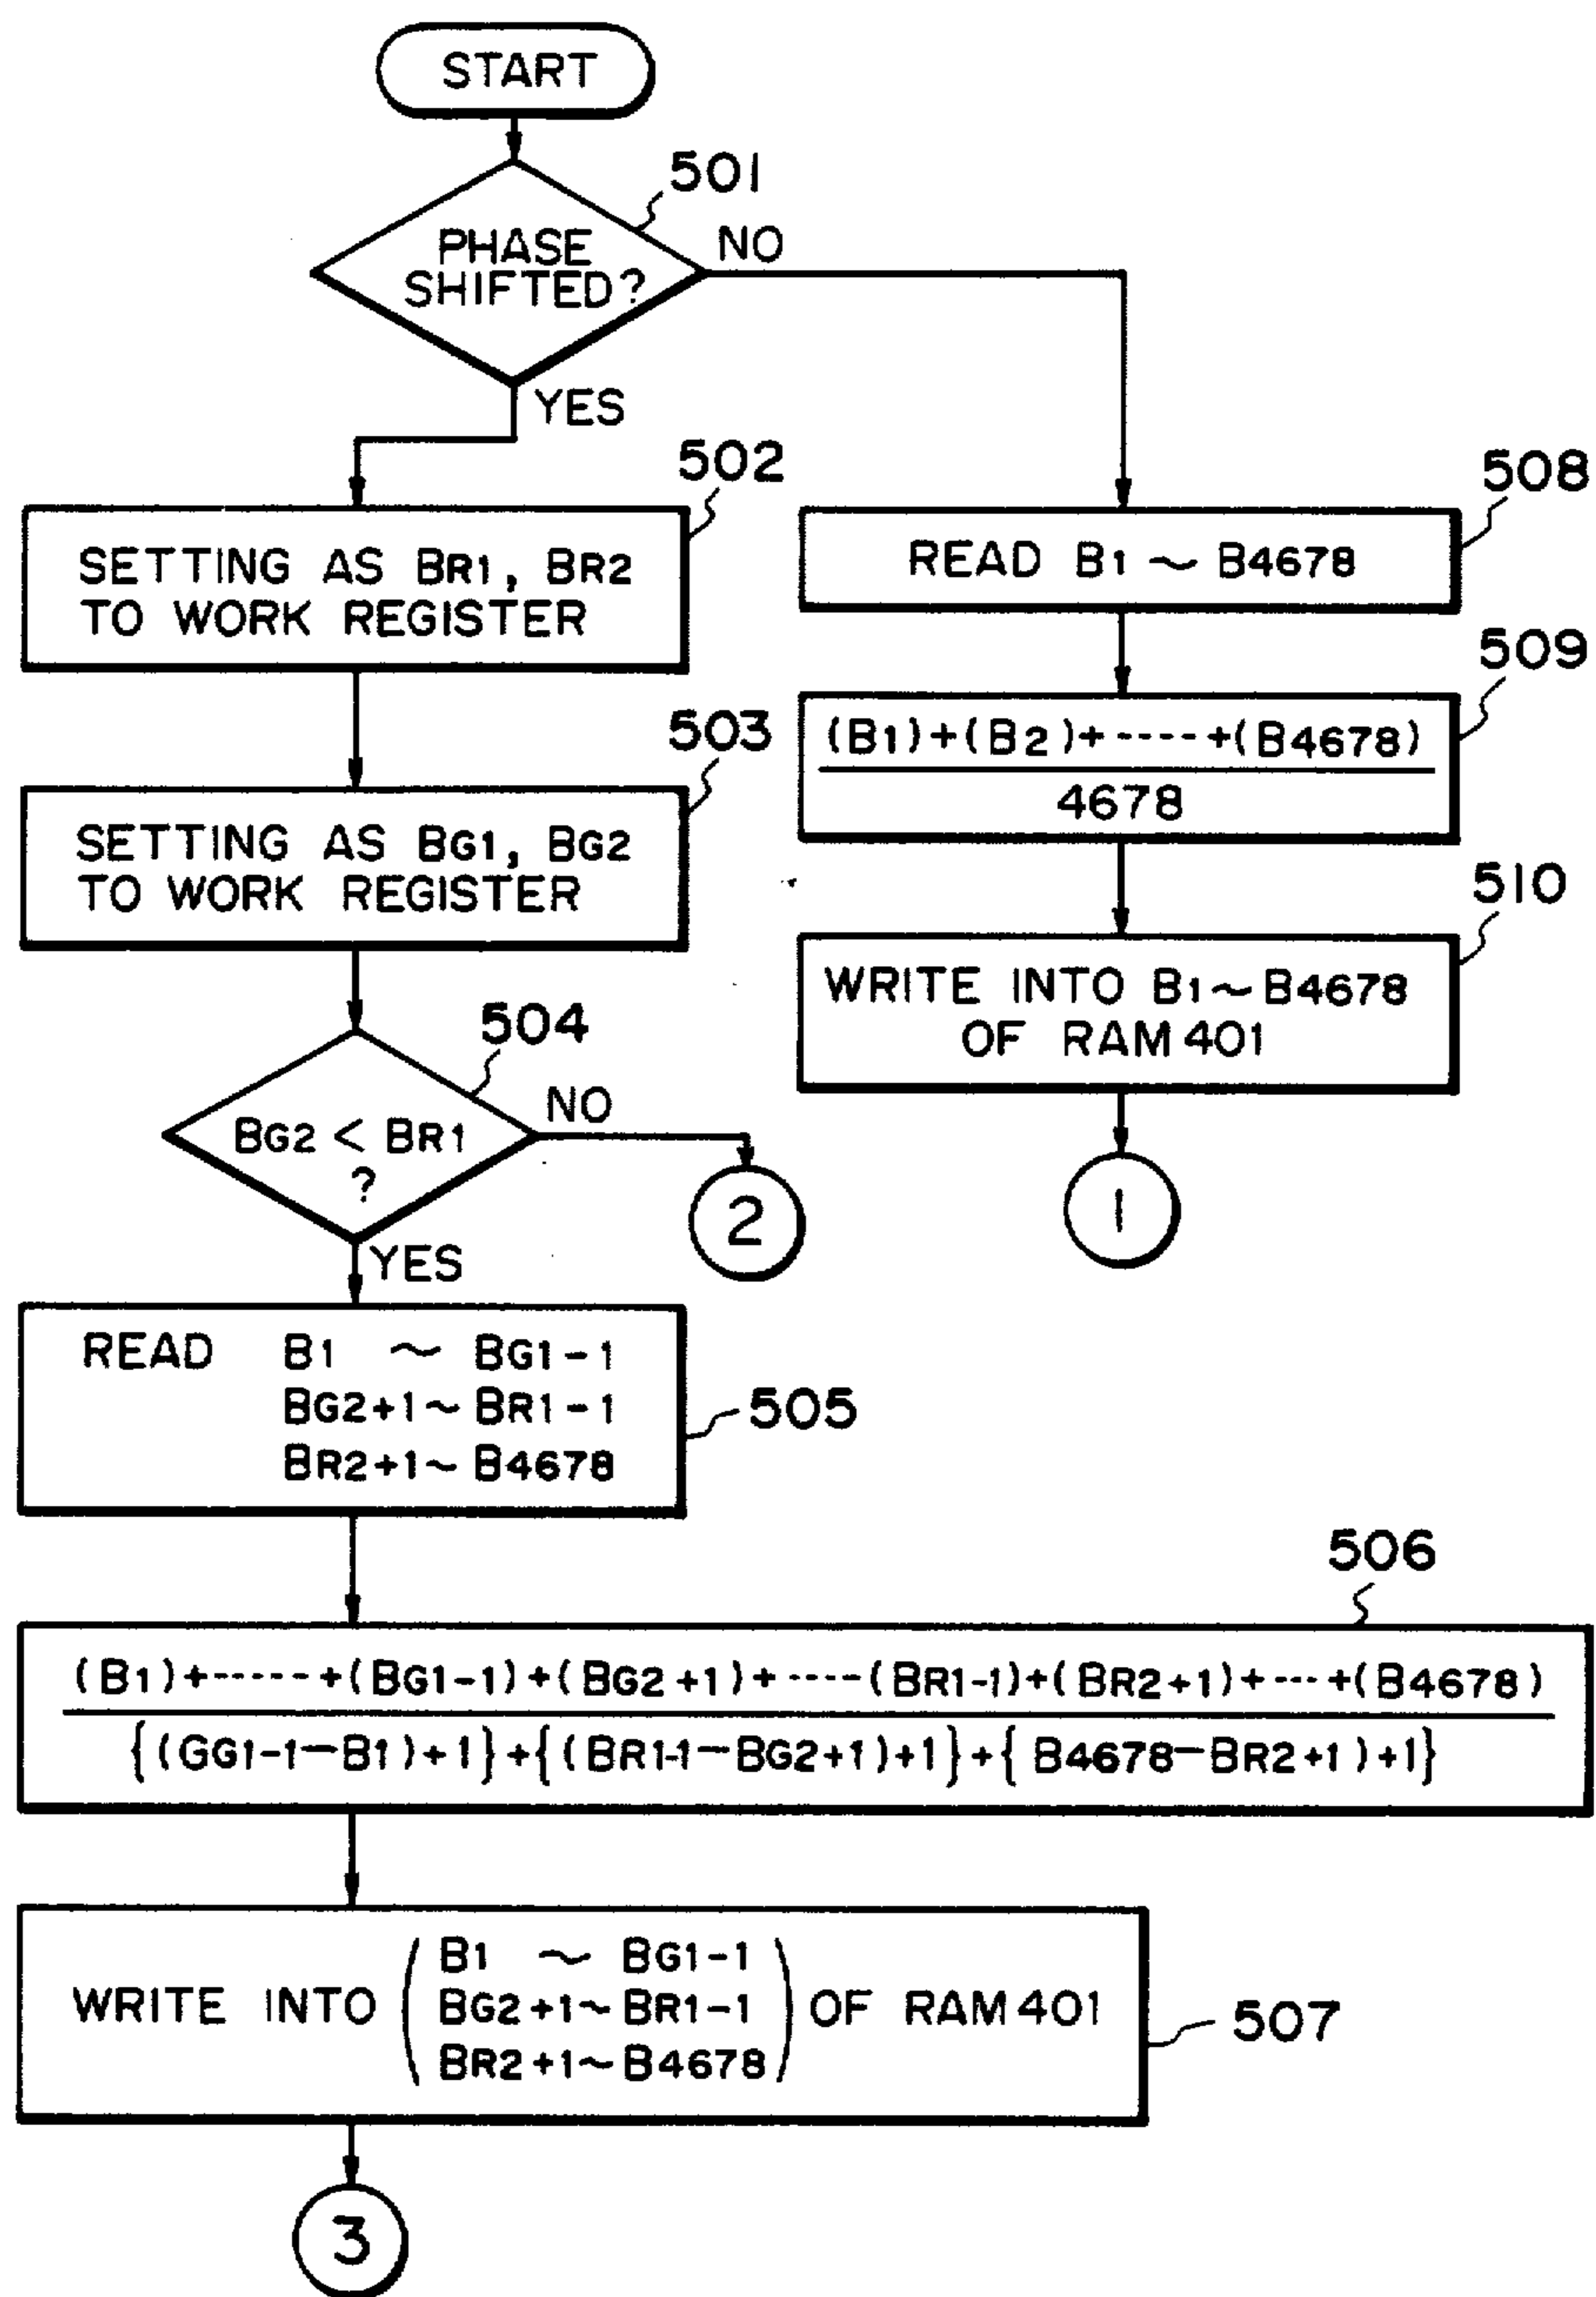 START
501
PHASE
SHIFTED?
NO
YES
502
SETTING AS BR1, BR2
TO WORK REGISTER
503
SETTING AS BG1, BG2
TO WORK REGISTER
504
BG2 < BR1
?
NO
2
YES
READ B1 ~ BG1-1
BG2+1~ BR1-1
BR2+1~ B4678
505
506
(B1)+-----+(BG1-1)+(BG2+1)+----(BR1-1)+(BR2+1)+---+(B4678)
{(GG1-1-B1)+1}+{(BR1-1-BG2+1)+1}+{B4678-BR2+1)+1}
WRITE INTO ( B1 ~ BG1-1
BG2+1~BR1-1
BR2+1~B4678 ) OF RAM 401
507
3
508
READ B1 ~ B4678
509
(B1)+(B2)+----+(B4678)
4678
510
WRITE INTO B1~B4678
OF RAM 401
1